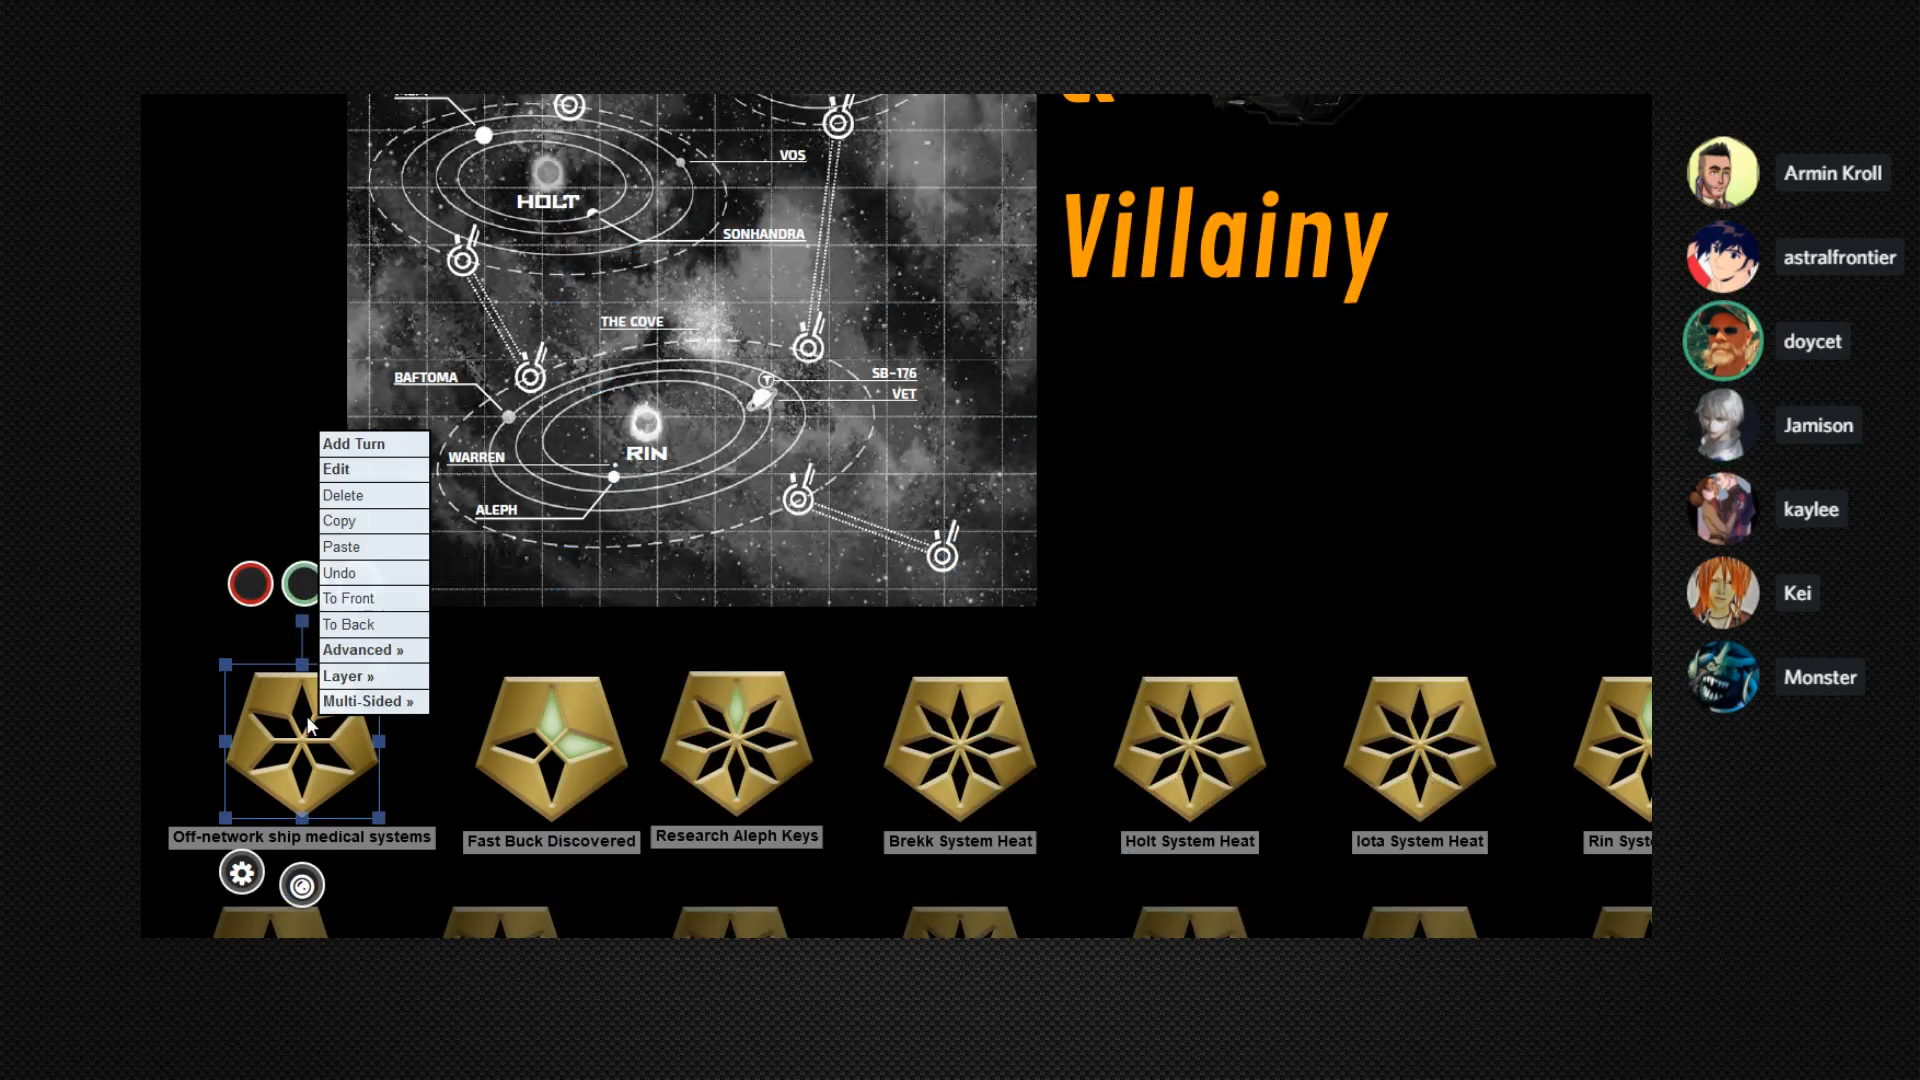 &
Villainy
VOS
HOLT
SONHANDRA
THE COVE
BAFTOMA
SB-176
VET
RIN
WARREN
ALEPH
Add Turn
Edit
Delete
Copy
Paste
Undo
To Front
To Back
Advanced »
Layer »
Multi-Sided »
Off-network ship medical systems
Fast Buck Discovered
Research Aleph Keys
Brekk System Heat
Holt System Heat
Iota System Heat
Rin Syste
Armin Kroll
astralfrontier
doycet
Jamison
kaylee
Kei
Monster